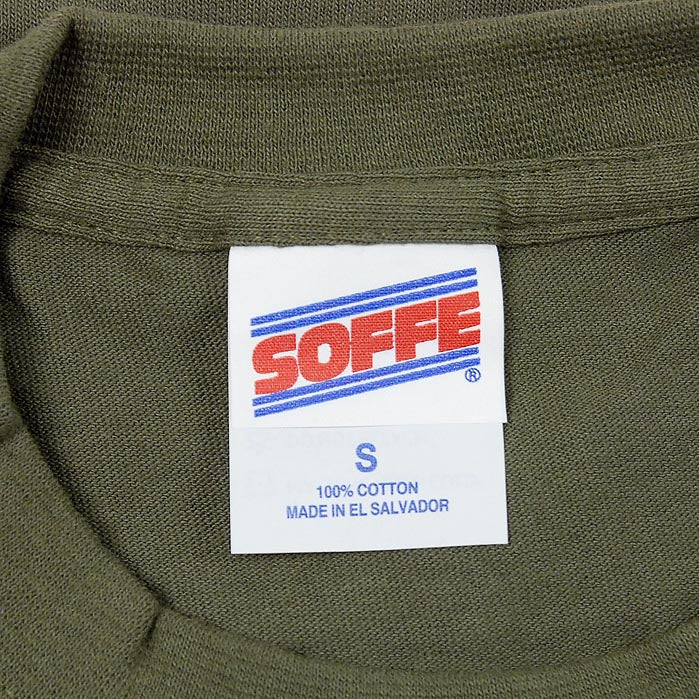 SOFFE
®
S
100% COTTON
MADE IN EL SALVADOR